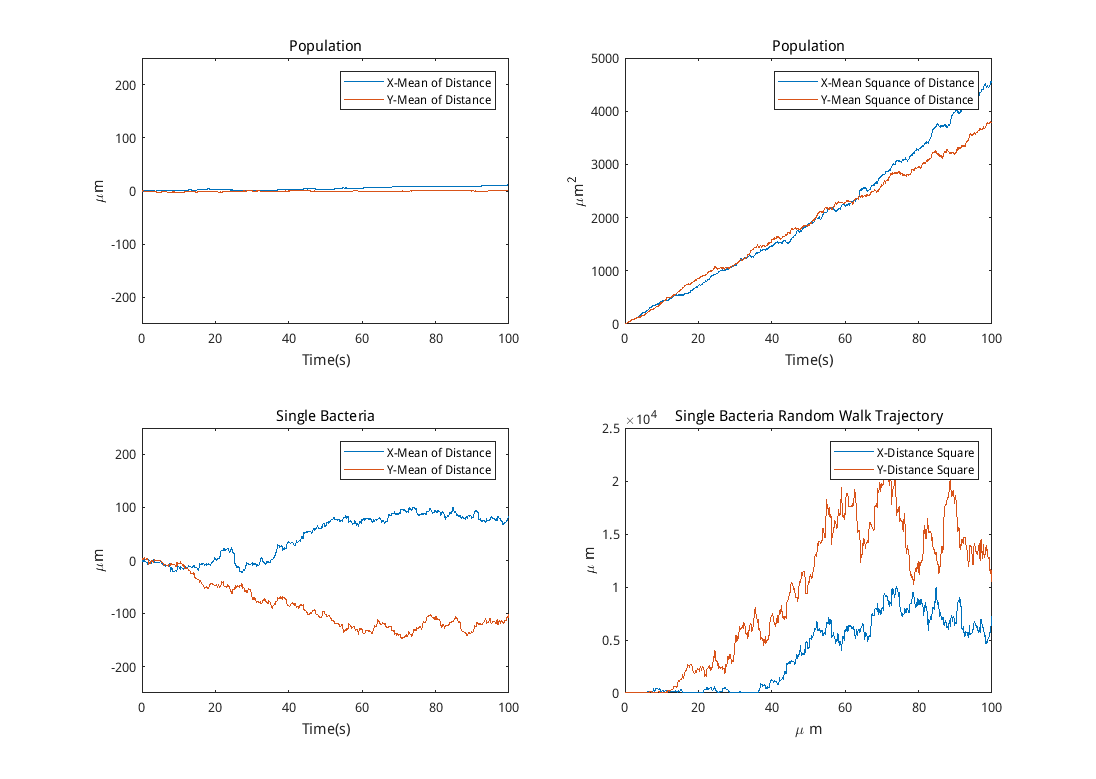 Population
X-Mean of Distance
Y-Mean of Distance
200
100
0
-100
-200
μm
0 20 40 60 80 100
Time(s)
Population
X-Mean Squance of Distance
Y-Mean Squance of Distance
5000
4000
3000
2000
1000
0
μm²
0 20 40 60 80 100
Time(s)
Single Bacteria
X-Mean of Distance
Y-Mean of Distance
200
100
0
-100
-200
μm
0 20 40 60 80 100
Time(s)
×10⁴
Single Bacteria Random Walk Trajectory
X-Distance Square
Y-Distance Square
2.5
2
1.5
1
0.5
0
μ m
0 20 40 60 80 100
μ m